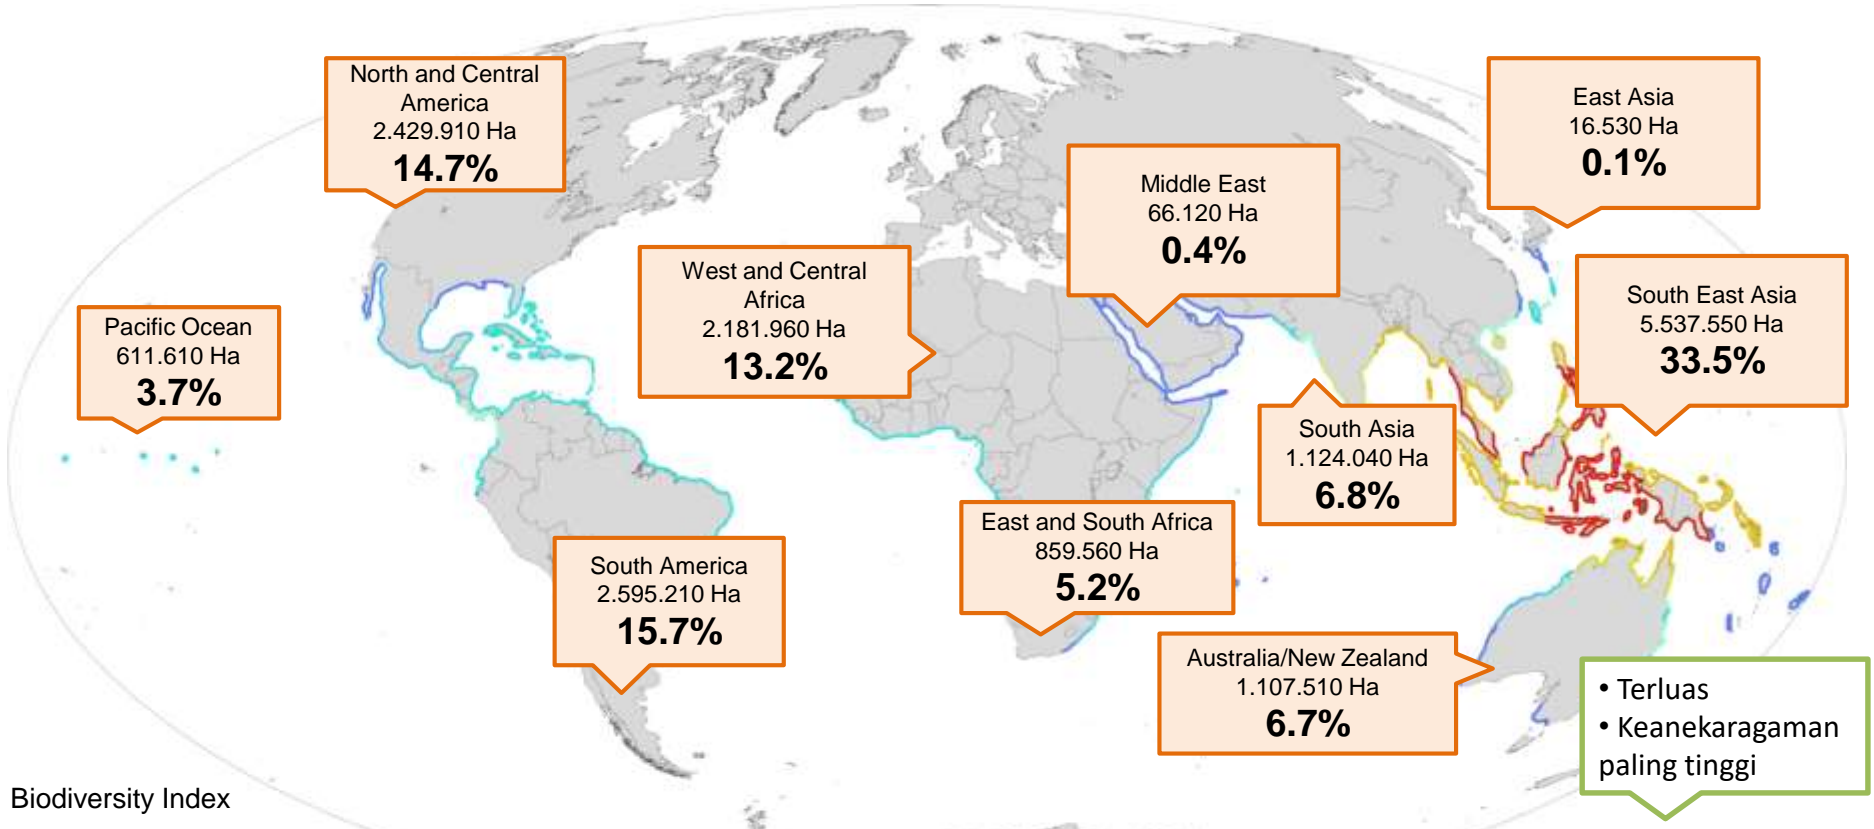 North and Central
America
2.429.910 Ha
14.7%
East Asia
16.530 Ha
0.1%
Middle East
66.120 Ha
0.4%
West and Central
Africa
2.181.960 Ha
13.2%
South East Asia
5.537.550 Ha
33.5%
Pacific Ocean
611.610 Ha
3.7%
South Asia
1.124.040 Ha
6.8%
East and South Africa
859.560 Ha
5.2%
South America
2.595.210 Ha
15.7%
Australia/New Zealand
1.107.510 Ha
6.7%
• Terluas
• Keanekaragaman
paling tinggi
Biodiversity Index